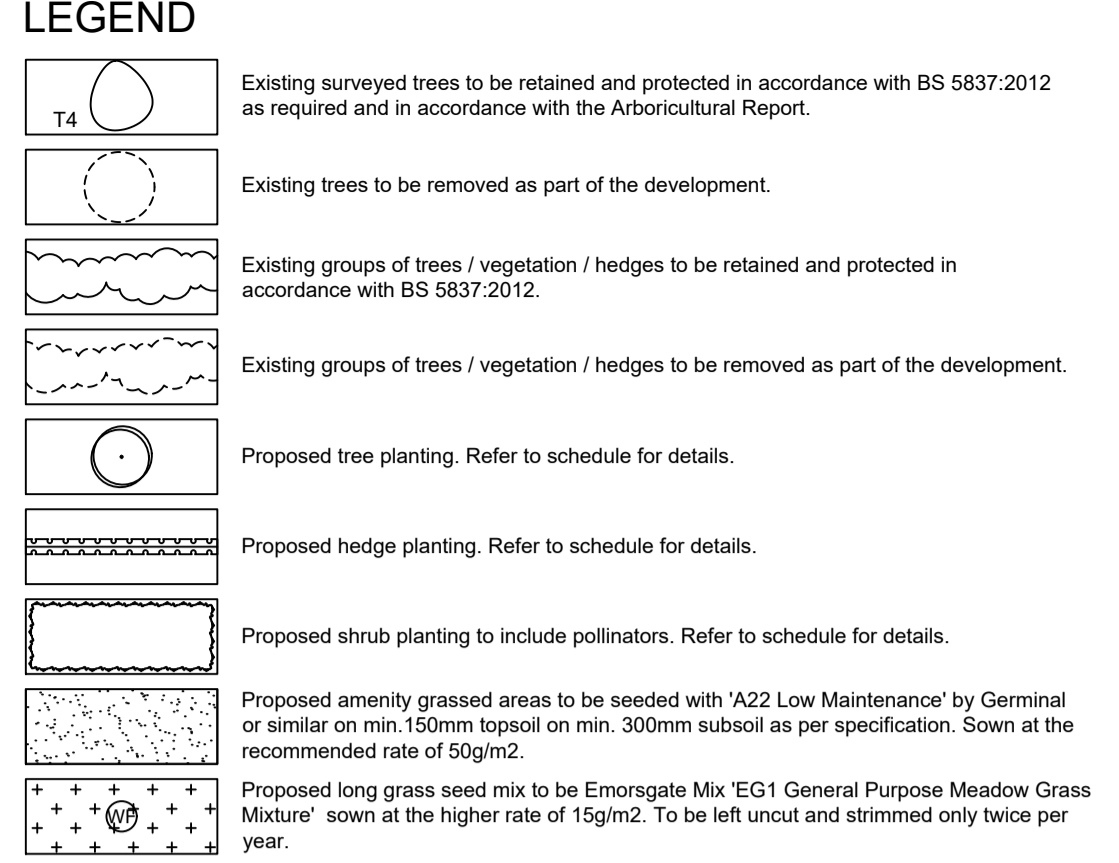 LEGEND
T4
Existing surveyed trees to be retained and protected in accordance with BS 5837:2012
as required and in accordance with the Arboricultural Report.
Existing trees to be removed as part of the development.
Existing groups of trees / vegetation / hedges to be retained and protected in
accordance with BS 5837:2012.
Existing groups of trees / vegetation / hedges to be removed as part of the development.
Proposed tree planting. Refer to schedule for details.
Proposed hedge planting. Refer to schedule for details.
Proposed shrub planting to include pollinators. Refer to schedule for details.
Proposed amenity grassed areas to be seeded with 'A22 Low Maintenance' by Germinal
or similar on min.150mm topsoil on min. 300mm subsoil as per specification. Sown at the
recommended rate of 50g/m2.
WF
Proposed long grass seed mix to be Emorsgate Mix 'EG1 General Purpose Meadow Grass
Mixture' sown at the higher rate of 15g/m2. To be left uncut and strimmed only twice per
year.